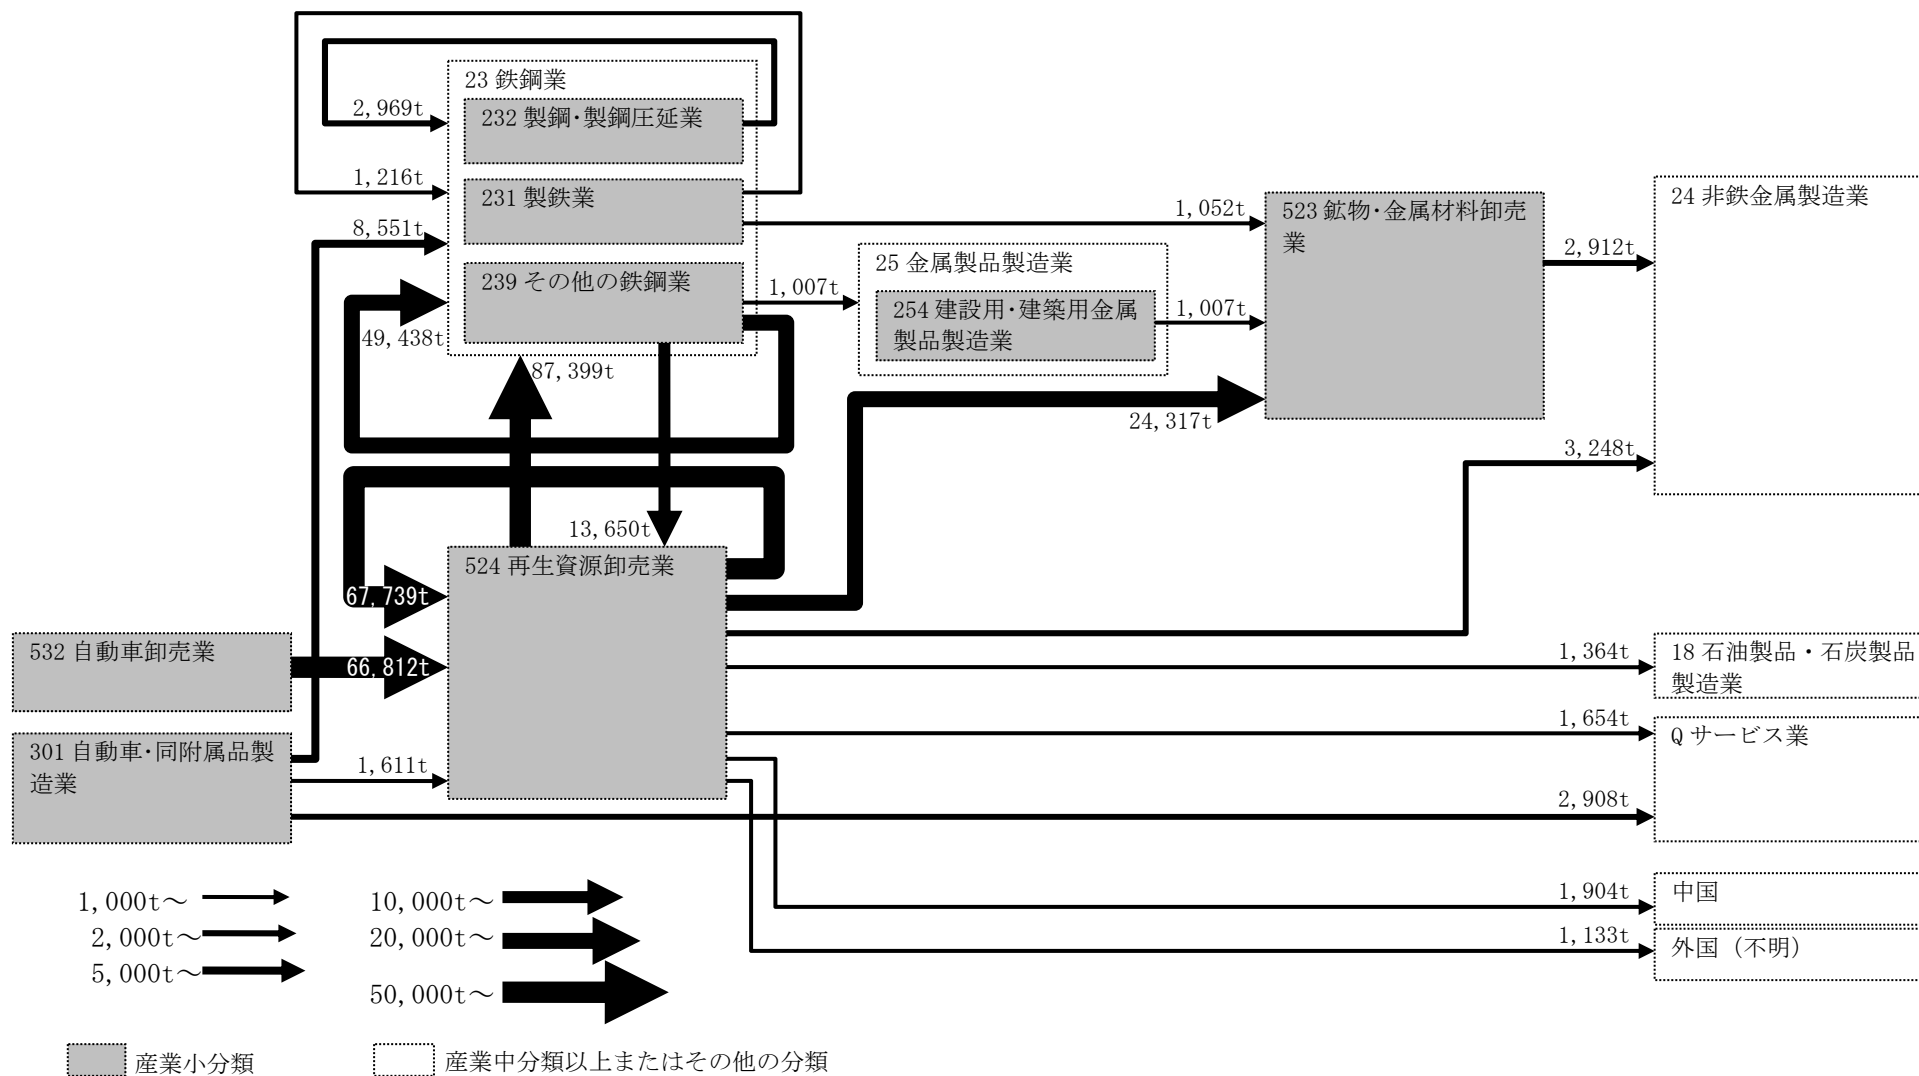 23 鉄鋼業
2,969t
232 製鋼・製鋼圧延業
1,216t
231 製鉄業
8,551t
239 その他の鉄鋼業
49,438t
87,399t
1,052t
1,007t
25 金属製品製造業
254 建設用・建築用金属
製品製造業
1,007t
24,317t
523 鉱物・金属材料卸売
業
2,912t
24 非鉄金属製造業
3,248t
13,650t
524 再生資源卸売業
67,739t
66,812t
532 自動車卸売業
301 自動車・同附属品製
造業
1,611t
1,364t
18 石油製品・石炭製品
製造業
1,654t
Q サービス業
2,908t
1,904t
中国
1,133t
外国（不明）
1,000t～
2,000t～
5,000t～
10,000t～
20,000t～
50,000t～
産業小分類
産業中分類以上またはその他の分類